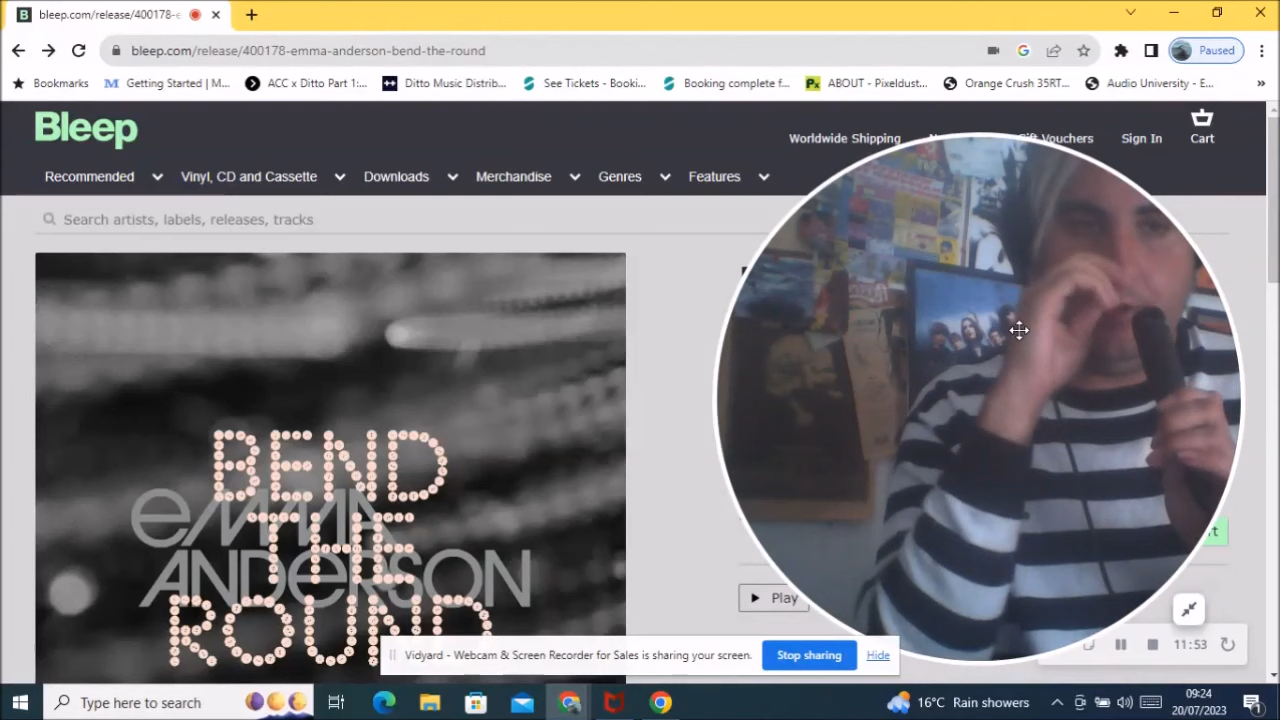 bleep.com/release/400178-e
bleep.com/release/400178-emma-anderson-bend-the-round
Paused
Bookmarks
Getting Started | M...
ACC x Ditto Part 1:...
Ditto Music Distrib...
See Tickets - Booki...
Booking complete f...
ABOUT - Pixeldust...
Orange Crush 35RT...
Audio University - E...
»
Bleep
Worldwide Shipping
Vouchers
Sign In
Cart
Recommended
Vinyl, CD and Cassette
Downloads
Merchandise
Genres
Features
Search artists, labels, releases, tracks
BEND
eMMA
THE
ANDeRSON
ROUND
Play
Vidyard - Webcam & Screen Recorder for Sales is sharing your screen.
Stop sharing
Hide
11:53
Type here to search
16°C Rain showers
09:24
20/07/2023
1